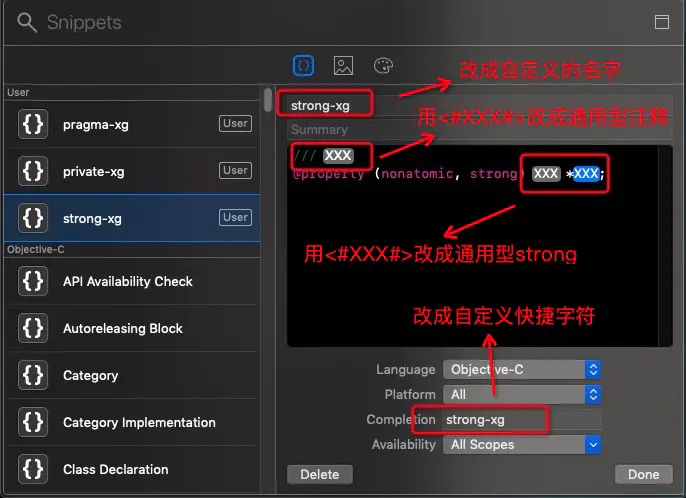 Snippets
改成自定义的名字
User
{} pragma-xg User
{} private-xg User
{} strong-xg User
Objective-C
{} API Availability Check
{} Autoreleasing Block
{} Category
{} Category Implementation
{} Class Declaration
strong-xg
用<#XXX#>改成通用型注释
Summary
/// XXX
@property (nonatomic, strong) XXX *XXX;
用<#XXX#>改成通用型strong
改成自定义快捷字符
Language Objective-C
Platform All
Completion strong-xg
Availability All Scopes
Delete Done